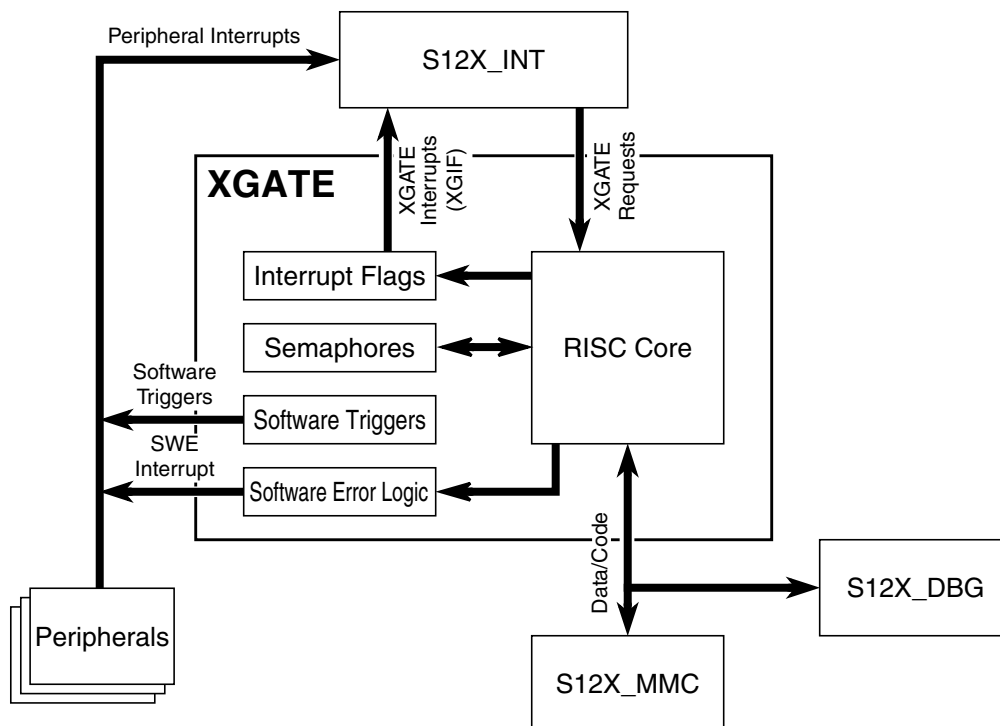 Peripheral Interrupts
S12X_INT
XGATE
XGATE
Interrupts
(XGIF)
XGATE
Requests
Interrupt Flags
Semaphores
RISC Core
Software
Triggers
Software Triggers
SWE
Interrupt
Software Error Logic
Data/Code
S12X_DBG
Peripherals
S12X_MMC